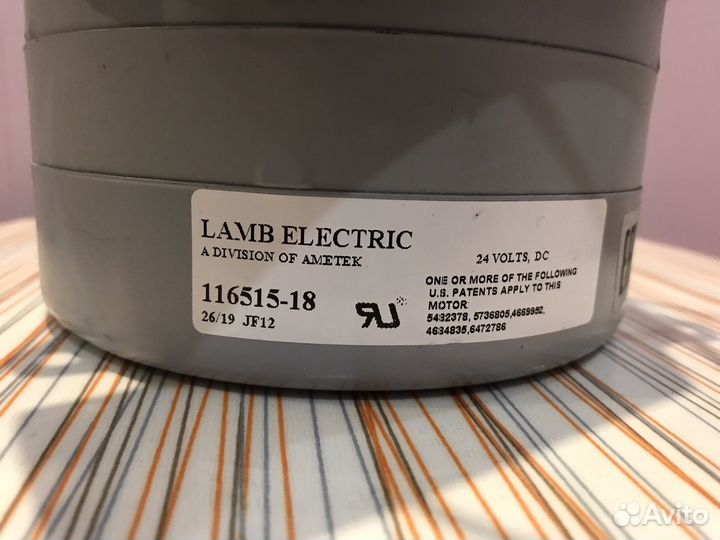 LAMB ELECTRIC
A DIVISION OF AMETEK
116515-18
26/19 JF12
24 VOLTS, DC
ONE OR MORE OF THE FOLLOWING
U.S. PATENTS APPLY TO THIS
MOTOR:
5432378, 5736805, 4669952,
4684835, 6472786
Avito